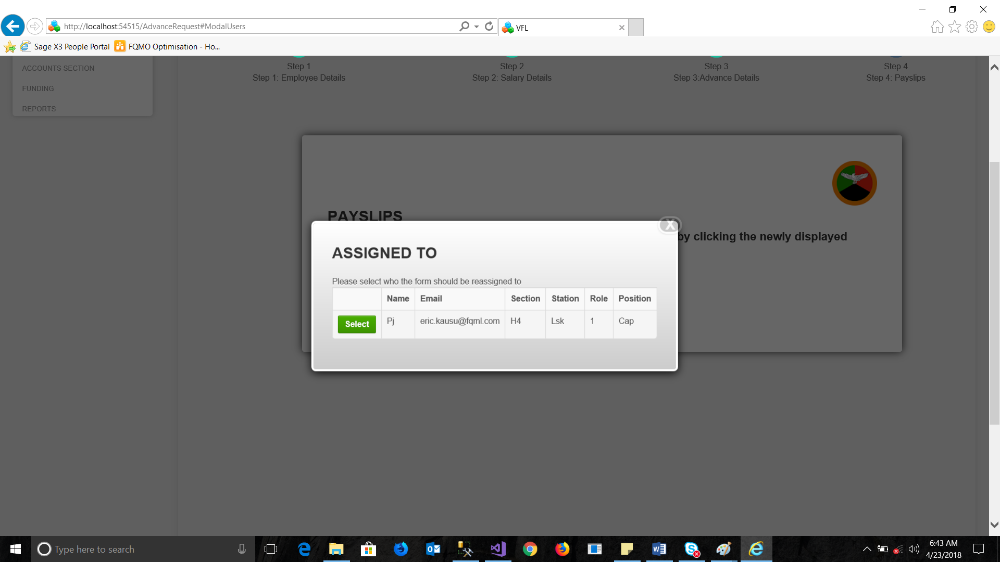 http://localhost:54515/AdvanceRequest#ModalUsers
VFL
Sage X3 People Portal
FQMO Optimisation - Ho...
ACCOUNTS SECTION
FUNDING
REPORTS
Step 1
Step 1: Employee Details
Step 2
Step 2: Salary Details
Step 3
Step 3:Advance Details
Step 4
Step 4: Payslips
PAYSLIPS
by clicking the newly displayed
X
ASSIGNED TO
Please select who the form should be reassigned to
Name Email Section Station Role Position
Select Pj eric.kausu@fqml.com H4 Lsk 1 Cap
Type here to search
6:43 AM
4/23/2018